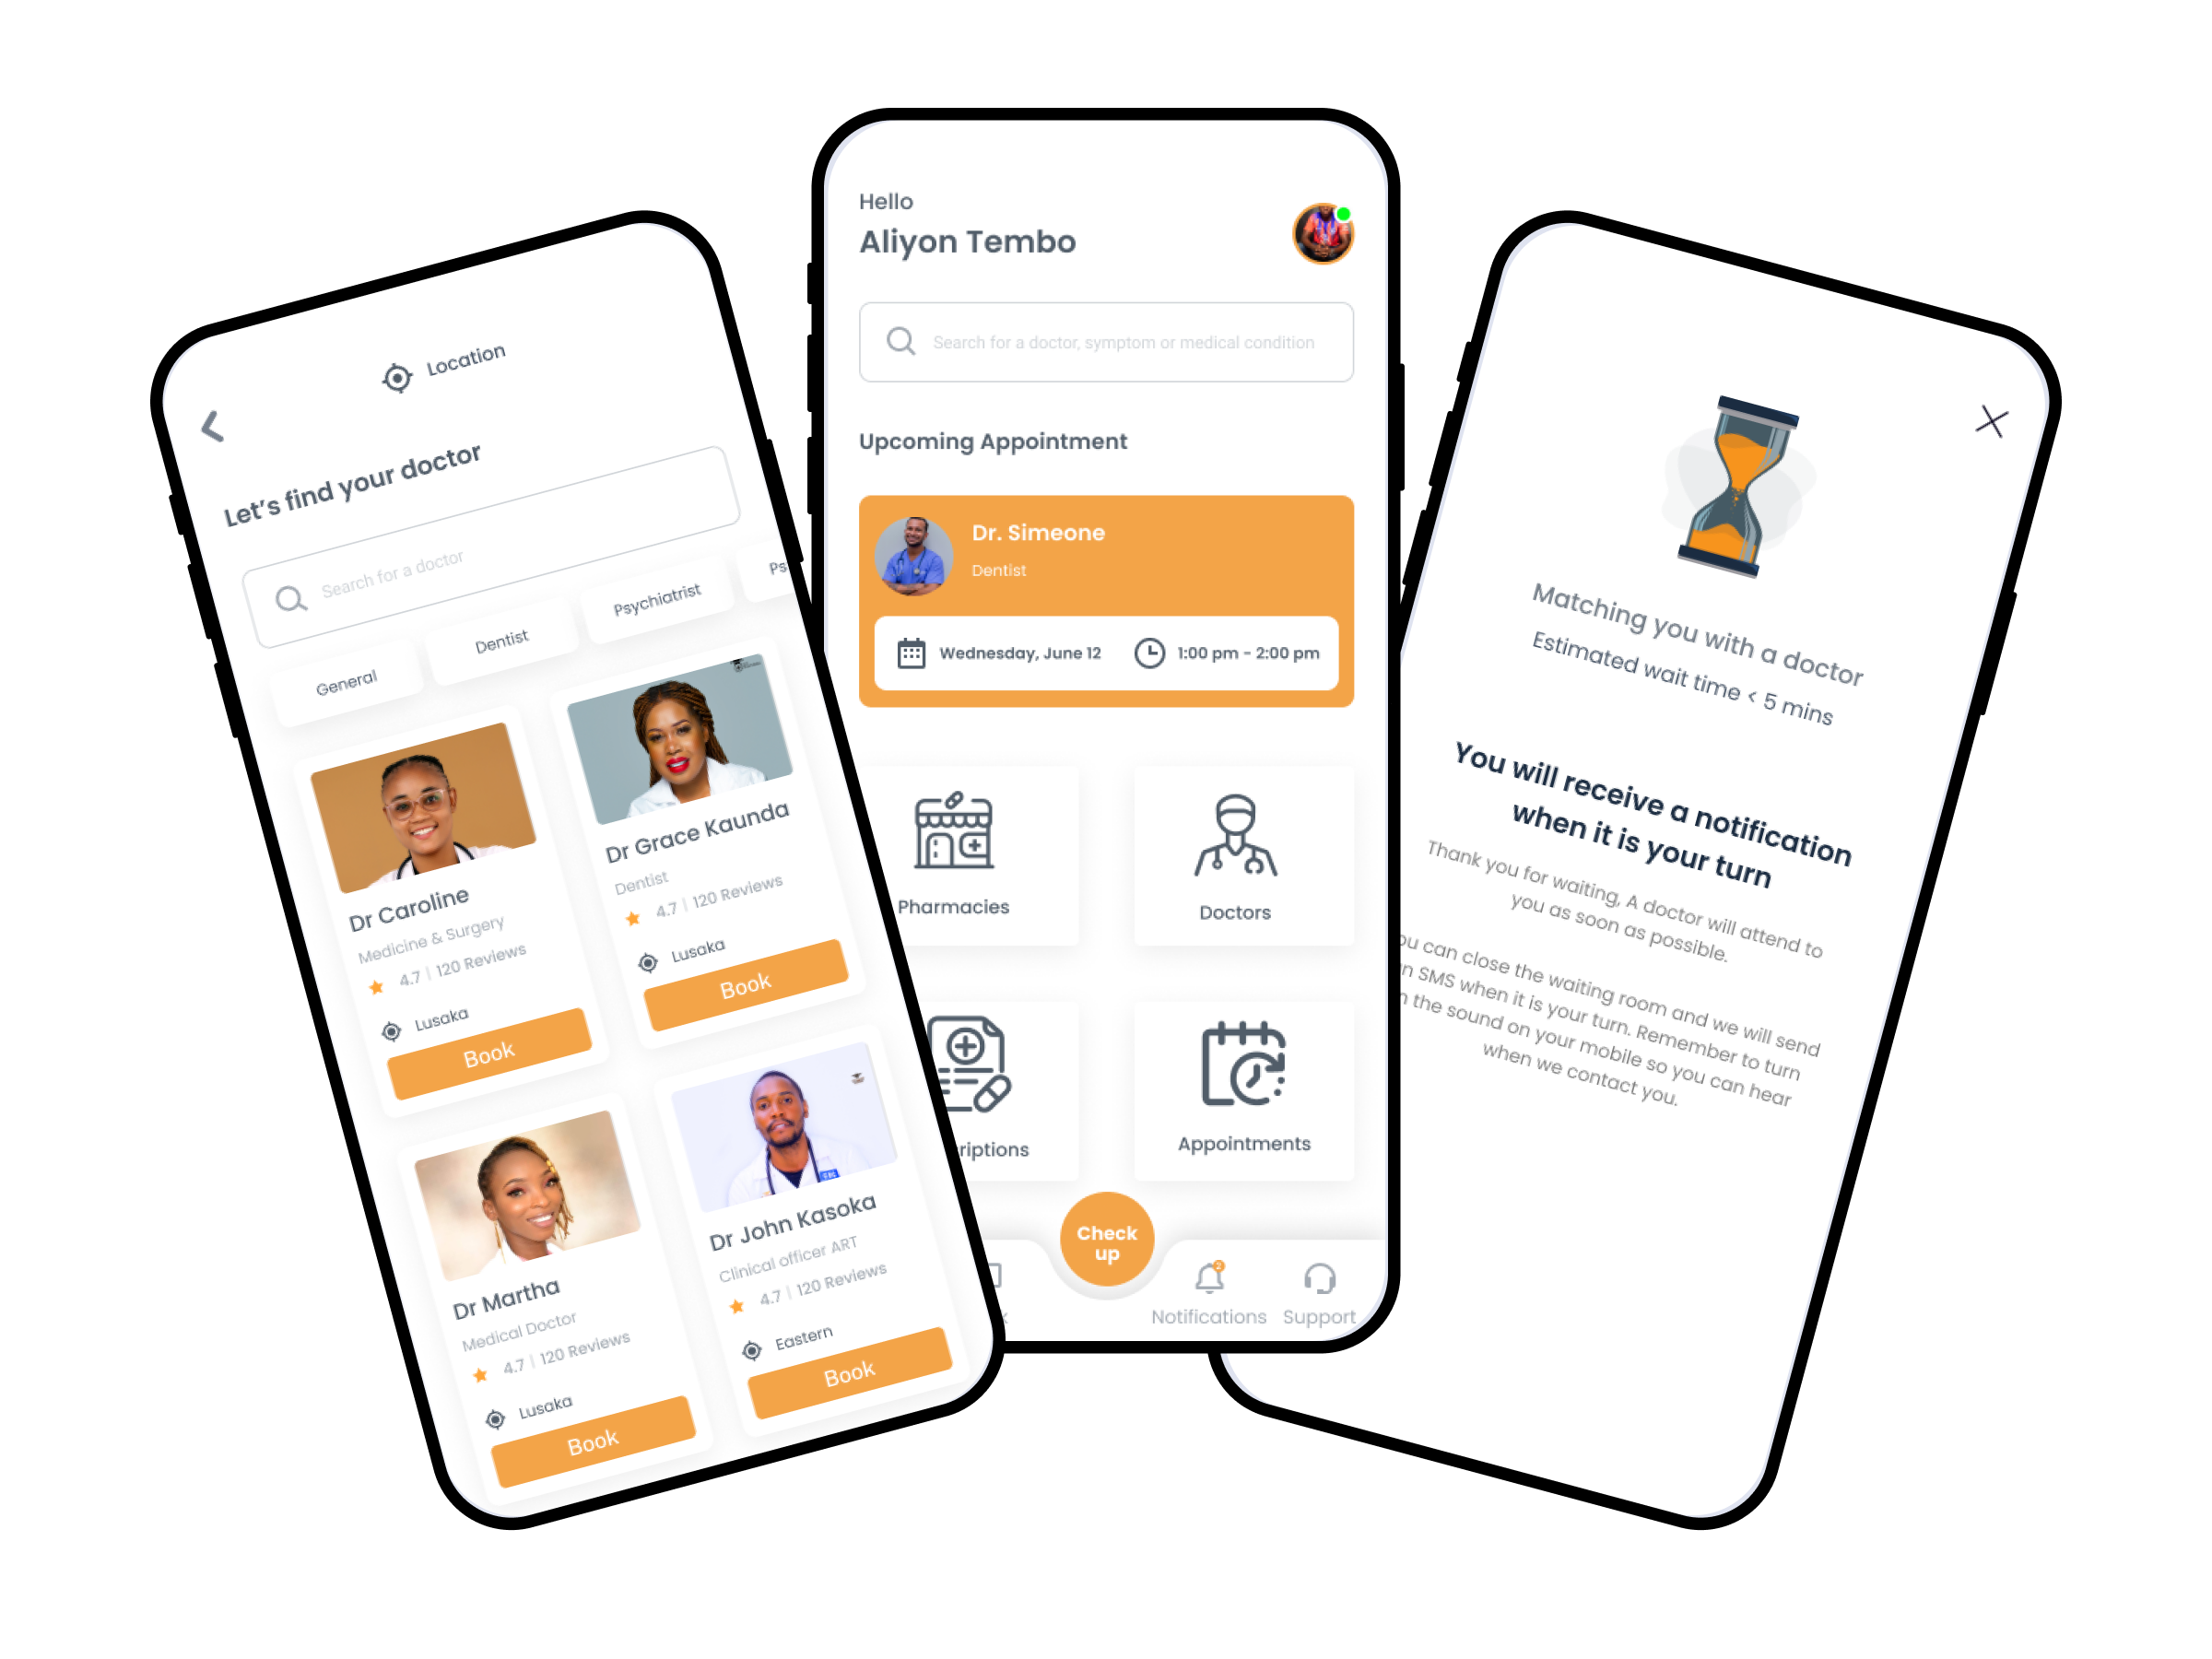 Location
Let's find your doctor
Search for a doctor
General
Dentist
Psychiatrist
Ps
Dr Caroline
Medicine & Surgery
4.7 | 120 Reviews
Lusaka
Book
Dr Grace Kaunda
Dentist
4.7 | 120 Reviews
Lusaka
Book
Dr Martha
Medical Doctor
4.7 | 120 Reviews
Lusaka
Book
Dr John Kasoka
Clinical officer ART
4.7 | 120 Reviews
Eastern
Book
Hello
Aliyon Tembo
Search for a doctor, symptom or medical condition
Upcoming Appointment
Dr. Simeone
Dentist
Wednesday, June 12
1:00 pm - 2:00 pm
Pharmacies
Doctors
riptions
Appointments
Check
up
2
Notifications
Support
Matching you with a doctor
Estimated wait time < 5 mins
You will receive a notification
when it is your turn
Thank you for waiting, A doctor will attend to
you as soon as possible.
ou can close the waiting room and we will send
n SMS when it is your turn. Remember to turn
n the sound on your mobile so you can hear
when we contact you.